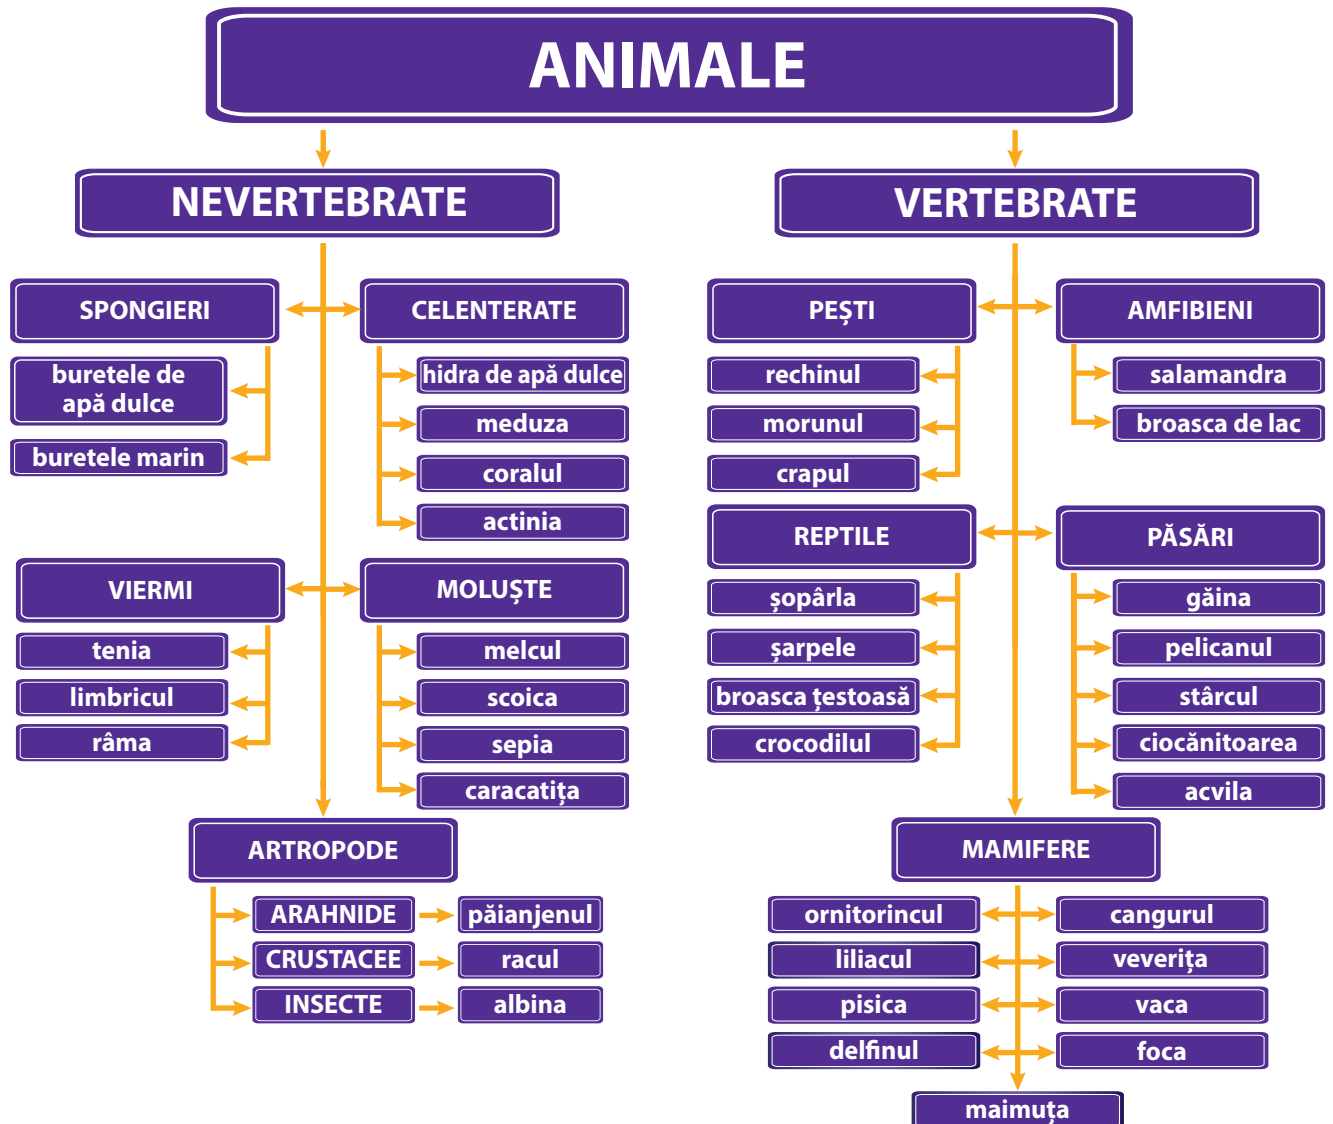 ANIMALE
NEVERTEBRATE
VERTEBRATE
SPONGIERI
buretele de
apă dulce
buretele marin
CELENTERATE
hidra de apă dulce
meduza
coralul
actinia
VIERMI
tenia
limbricul
râma
MOLUȘTE
melcul
scoica
sepia
caracatița
ARTROPODE
ARAHNIDE
păianjenul
CRUSTACEE
racul
INSECTE
albina
PEȘTI
rechinul
morunul
crapul
AMFIBIENI
salamandra
broasca de lac
REPTILE
șopârla
șarpele
broasca țestoasă
crocodilul
PĂSĂRI
găina
pelicanul
stârcul
ciocănitoarea
acvila
MAMIFERE
ornitorincul
cangurul
liliacul
veverița
pisica
vaca
delfinul
foca
maimuța